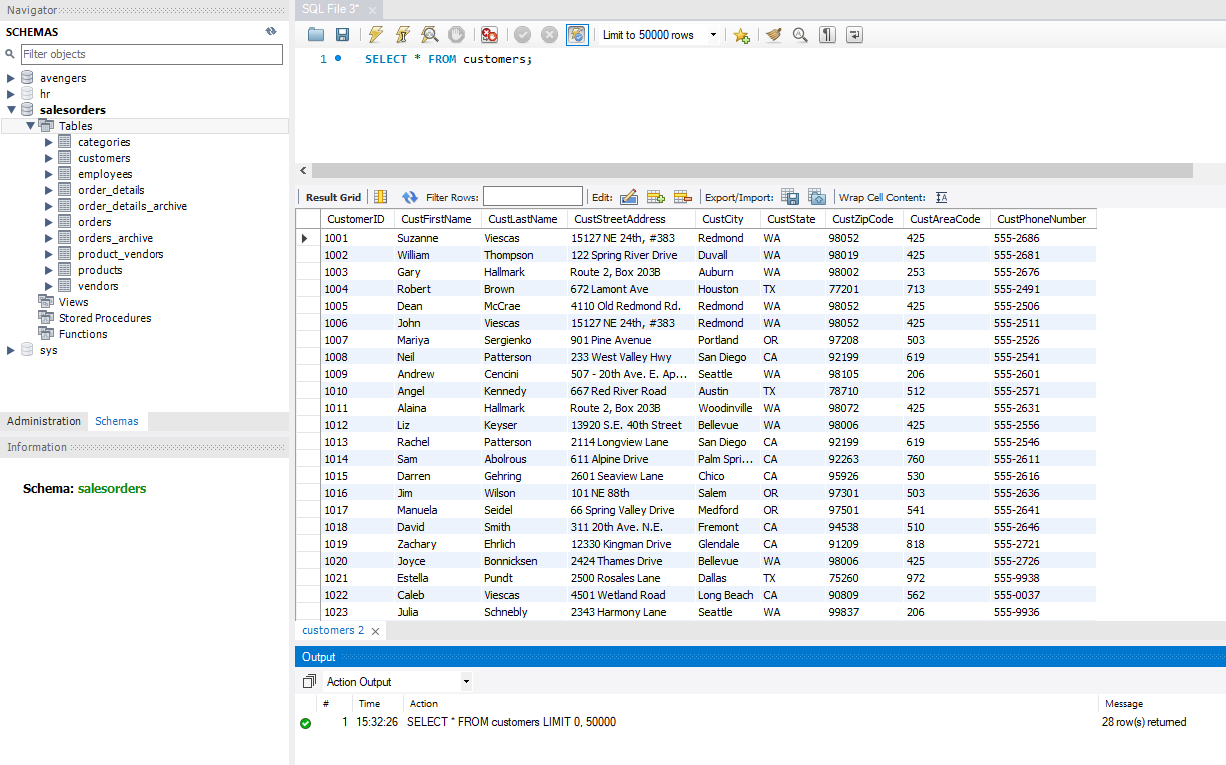 Navigator
SCHEMAS
Filter objects
avengers
hr
salesorders
Tables
categories
customers
employees
order_details
order_details_archive
orders
orders_archive
product_vendors
products
vendors
Views
Stored Procedures
Functions
sys
Administration Schemas
Information
Schema: salesorders
SQL File 3*
Limit to 50000 rows
1 SELECT * FROM customers;
Result Grid Filter Rows: Edit: Export/Import: Wrap Cell Content:
CustomerID CustFirstName CustLastName CustStreetAddress CustCity CustState CustZipCode CustAreaCode CustPhoneNumber
1001 Suzanne Viescas 15127 NE 24th, #383 Redmond WA 98052 425 555-2686
1002 William Thompson 122 Spring River Drive Duvall WA 98019 425 555-2681
1003 Gary Hallmark Route 2, Box 203B Auburn WA 98002 253 555-2676
1004 Robert Brown 672 Lamont Ave Houston TX 77201 713 555-2491
1005 Dean McCrae 4110 Old Redmond Rd. Redmond WA 98052 425 555-2506
1006 John Viescas 15127 NE 24th, #383 Redmond WA 98052 425 555-2511
1007 Mariya Sergienko 901 Pine Avenue Portland OR 97208 503 555-2526
1008 Neil Patterson 233 West Valley Hwy San Diego CA 92199 619 555-2541
1009 Andrew Cencini 507 - 20th Ave. E. Ap... Seattle WA 98105 206 555-2601
1010 Angel Kennedy 667 Red River Road Austin TX 78710 512 555-2571
1011 Alaina Hallmark Route 2, Box 203B Woodinville WA 98072 425 555-2631
1012 Liz Keyser 13920 S.E. 40th Street Bellevue WA 98006 425 555-2556
1013 Rachel Patterson 2114 Longview Lane San Diego CA 92199 619 555-2546
1014 Sam Abolrous 611 Alpine Drive Palm Spri... CA 92263 760 555-2611
1015 Darren Gehring 2601 Seaview Lane Chico CA 95926 530 555-2616
1016 Jim Wilson 101 NE 88th Salem OR 97301 503 555-2636
1017 Manuela Seidel 66 Spring Valley Drive Medford OR 97501 541 555-2641
1018 David Smith 311 20th Ave. N.E. Fremont CA 94538 510 555-2646
1019 Zachary Ehrlich 12330 Kingman Drive Glendale CA 91209 818 555-2721
1020 Joyce Bonnicksen 2424 Thames Drive Bellevue WA 98006 425 555-2726
1021 Estella Pundt 2500 Rosales Lane Dallas TX 75260 972 555-9938
1022 Caleb Viescas 4501 Wetland Road Long Beach CA 90809 562 555-0037
1023 Julia Schnebly 2343 Harmony Lane Seattle WA 99837 206 555-9936
customers 2
Output
Action Output
# Time Action Message
1 15:32:26 SELECT * FROM customers LIMIT 0, 50000 28 row(s) returned